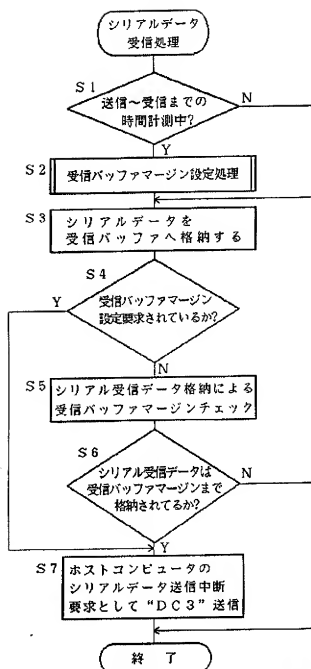 シリアルデータ
受信処理
S1
N
送信～受信までの
時間計測中?
Y
S2
受信バッファマージン設定処理
S3
シリアルデータを
受信バッファへ格納する
S4
Y
受信バッファマージン
設定要求されているか?
N
S5
シリアル受信データ格納による
受信バッファマージンチェック
S6
シリアル受信データは
N
受信バッファマージンまで
格納されてるか?
Y
S7
ホストコンピュータの
シリアルデータ送信中断
要求として“DC3”送信
終了